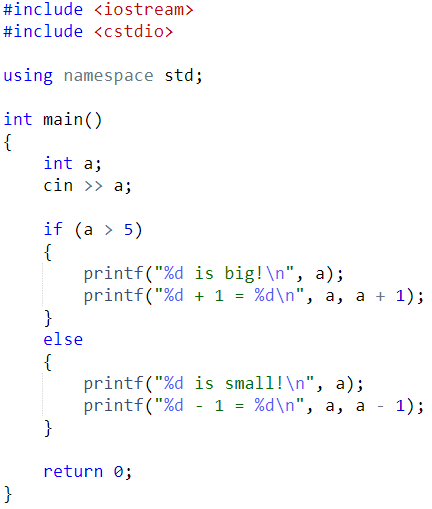 #include <iostream>
#include <cstdio>

using namespace std;

int main()
{
    int a;
    cin >> a;

    if (a > 5)
    {
        printf("%d is big!\n", a);
        printf("%d + 1 = %d\n", a, a + 1);
    }
    else
    {
        printf("%d is small!\n", a);
        printf("%d - 1 = %d\n", a, a - 1);
    }

    return 0;
}